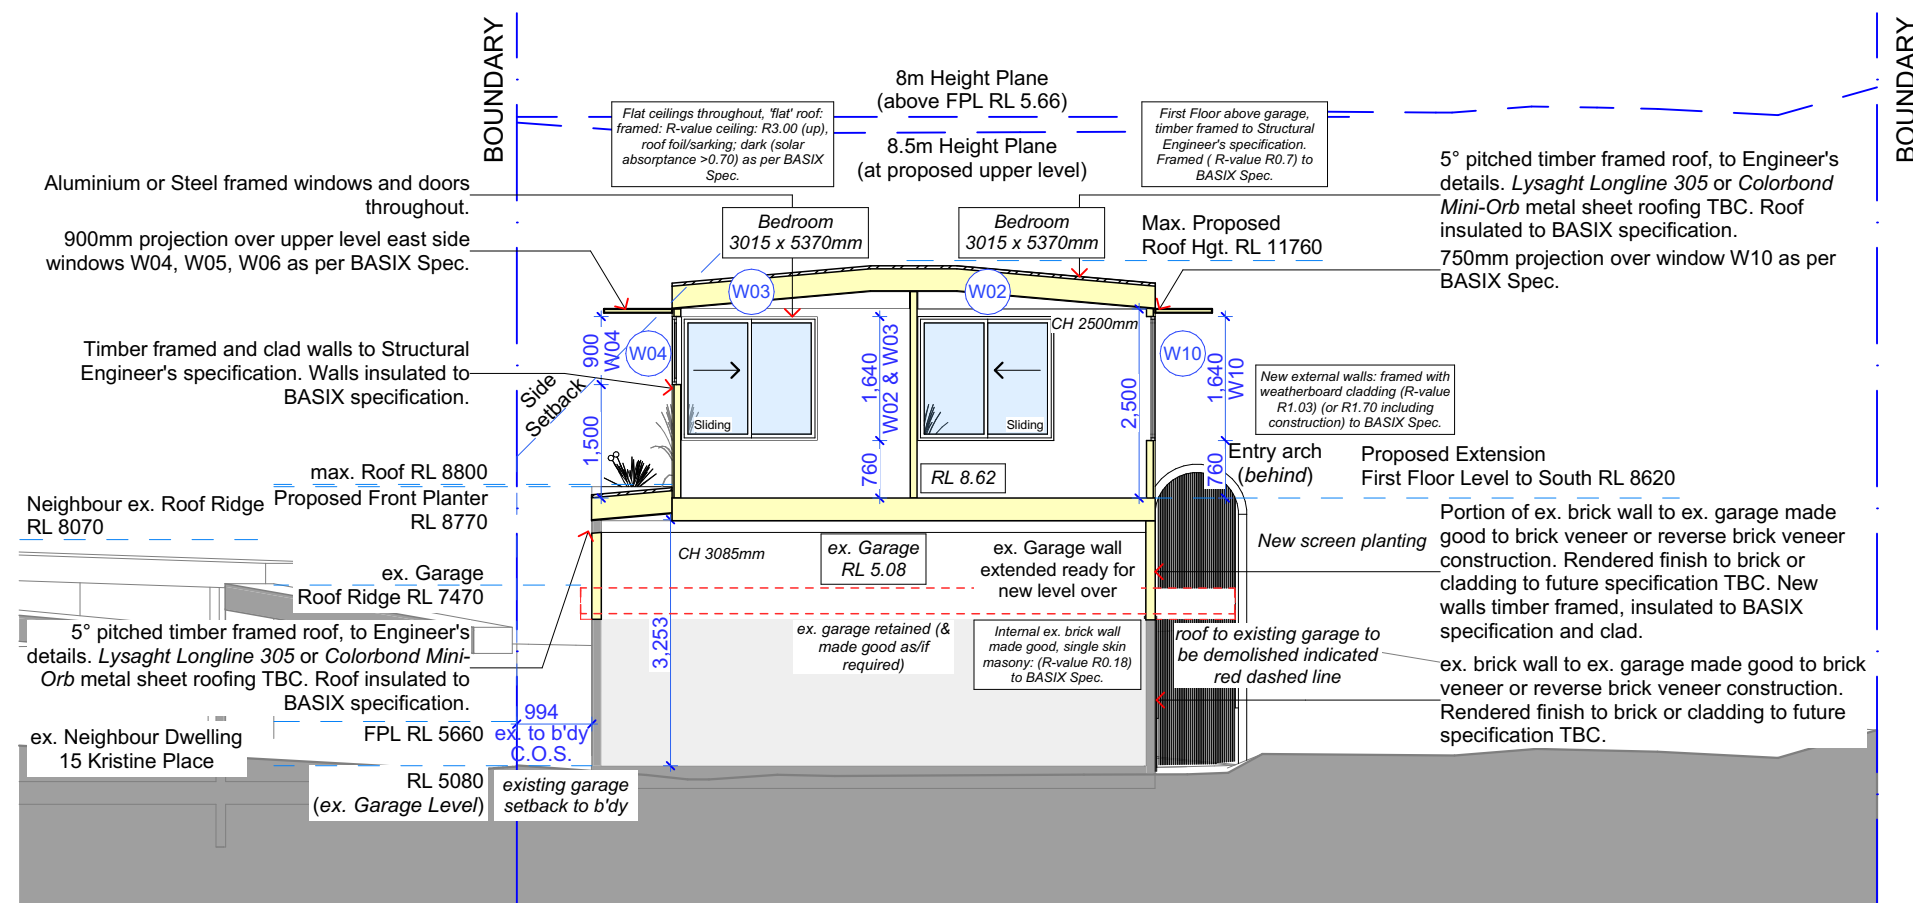 BOUNDARY
BOUNDARY
8m Height Plane
(above FPL RL 5.66)
8.5m Height Plane
(at proposed upper level)
Flat ceilings throughout, 'flat' roof:
framed: R-value ceiling: R3.00 (up),
roof foil/sarking; dark (solar
absorptance >0.70) as per BASIX
Spec.
First Floor above garage,
timber framed to Structural
Engineer's specification.
Framed ( R-value R0.7) to
BASIX Spec.
Aluminium or Steel framed windows and doors
throughout.
900mm projection over upper level east side
windows W04, W05, W06 as per BASIX Spec.
Timber framed and clad walls to Structural
Engineer's specification. Walls insulated to
BASIX specification.
Bedroom
3015 x 5370mm
Bedroom
3015 x 5370mm
Max. Proposed
Roof Hgt. RL 11760
5° pitched timber framed roof, to Engineer's
details. Lysaght Longline 305 or Colorbond
Mini-Orb metal sheet roofing TBC. Roof
insulated to BASIX specification.
750mm projection over window W10 as per
BASIX Spec.
W03
W02
W04
W10
900
W04
1,500
Side
Setback
1,640
W02 & W03
760
CH 2500mm
2,500
1,640
W10
760
Sliding
Sliding
RL 8.62
New external walls: framed with
weatherboard cladding (R-value
R1.03) (or R1.70 including
construction) to BASIX Spec.
Entry arch
(behind)
Proposed Extension
First Floor Level to South RL 8620
max. Roof RL 8800
Proposed Front Planter
RL 8770
Neighbour ex. Roof Ridge
RL 8070
ex. Garage
Roof Ridge RL 7470
5° pitched timber framed roof, to Engineer's
details. Lysaght Longline 305 or Colorbond Mini-
Orb metal sheet roofing TBC. Roof insulated to
BASIX specification.
CH 3085mm
ex. Garage
RL 5.08
ex. Garage wall
extended ready for
new level over
3,253
ex. garage retained (&
made good as/if
required)
Internal ex. brick wall
made good, single skin
masony: (R-value R0.18)
to BASIX Spec.
New screen planting
roof to existing garage to
be demolished indicated
red dashed line
Portion of ex. brick wall to ex. garage made
good to brick veneer or reverse brick veneer
construction. Rendered finish to brick or
cladding to future specification TBC. New
walls timber framed, insulated to BASIX
specification and clad.
ex. brick wall to ex. garage made good to brick
veneer or reverse brick veneer construction.
Rendered finish to brick or cladding to future
specification TBC.
FPL RL 5660
994
ex. to b'dy
C.O.S.
ex. Neighbour Dwelling
15 Kristine Place
RL 5080
(ex. Garage Level)
existing garage
setback to b'dy